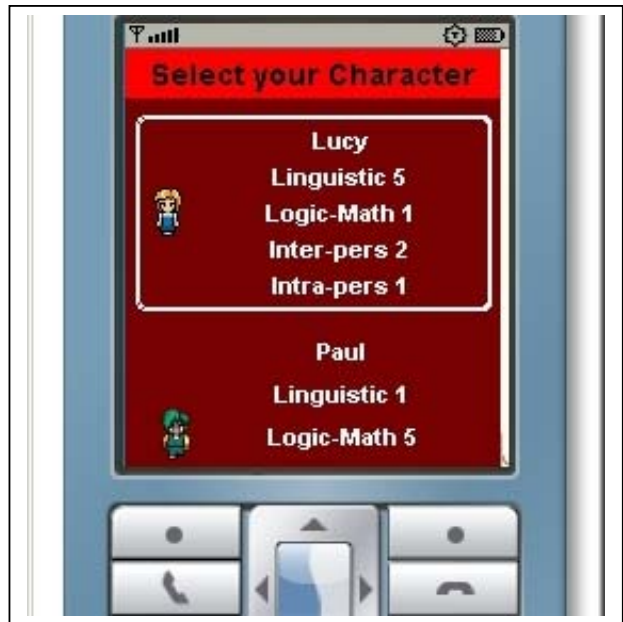 Select your Character
Lucy
Linguistic 5
Logic-Math 1
Inter-pers 2
Intra-pers 1
Paul
Linguistic 1
Logic-Math 5